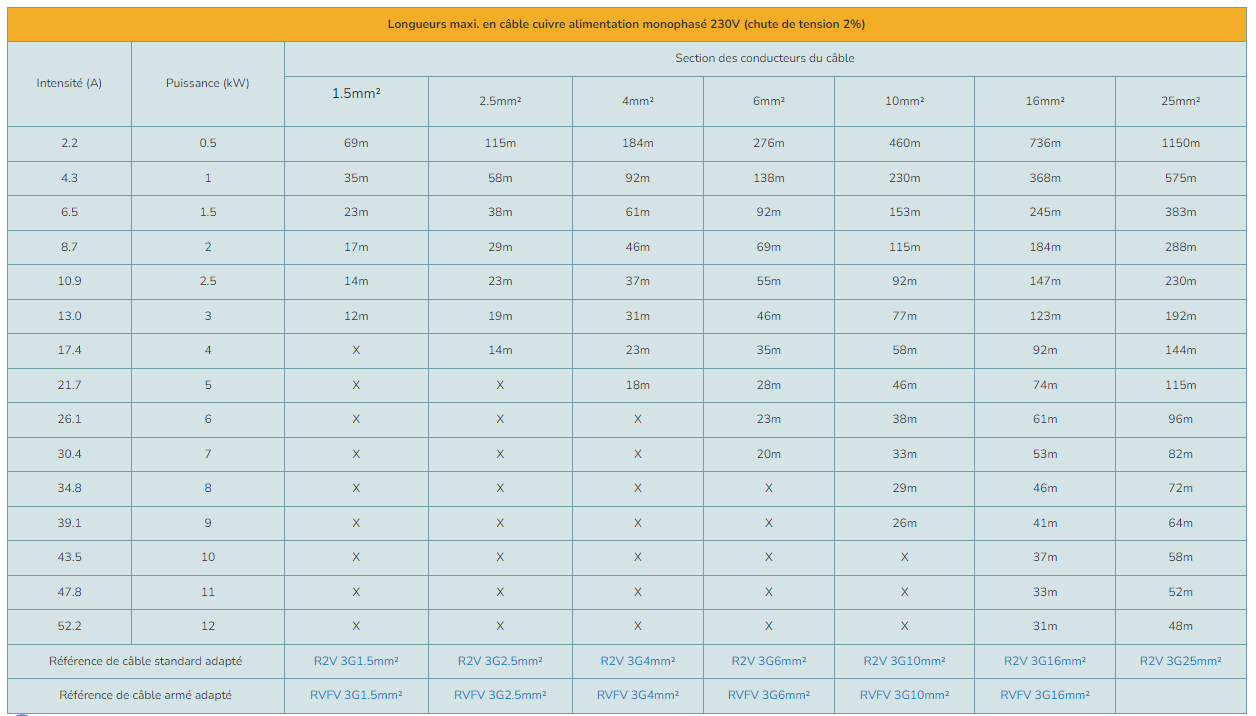 Longueurs maxi. en câble cuivre alimentation monophasé 230V (chute de tension 2%)
Intensité (A) Puissance (kW) Section des conducteurs du câble
1.5mm² 2.5mm² 4mm² 6mm² 10mm² 16mm² 25mm²
2.2 0.5 69m 115m 184m 276m 460m 736m 1150m
4.3 1 35m 58m 92m 138m 230m 368m 575m
6.5 1.5 23m 38m 61m 92m 153m 245m 383m
8.7 2 17m 29m 46m 69m 115m 184m 288m
10.9 2.5 14m 23m 37m 55m 92m 147m 230m
13.0 3 12m 19m 31m 46m 77m 123m 192m
17.4 4 X 14m 23m 35m 58m 92m 144m
21.7 5 X X 18m 28m 46m 74m 115m
26.1 6 X X X 23m 38m 61m 96m
30.4 7 X X X 20m 33m 53m 82m
34.8 8 X X X X 29m 46m 72m
39.1 9 X X X X 26m 41m 64m
43.5 10 X X X X X 37m 58m
47.8 11 X X X X X 33m 52m
52.2 12 X X X X X 31m 48m
Référence de câble standard adapté R2V 3G1.5mm² R2V 3G2.5mm² R2V 3G4mm² R2V 3G6mm² R2V 3G10mm² R2V 3G16mm² R2V 3G25mm²
Référence de câble armé adapté RVFV 3G1.5mm² RVFV 3G2.5mm² RVFV 3G4mm² RVFV 3G6mm² RVFV 3G10mm² RVFV 3G16mm²